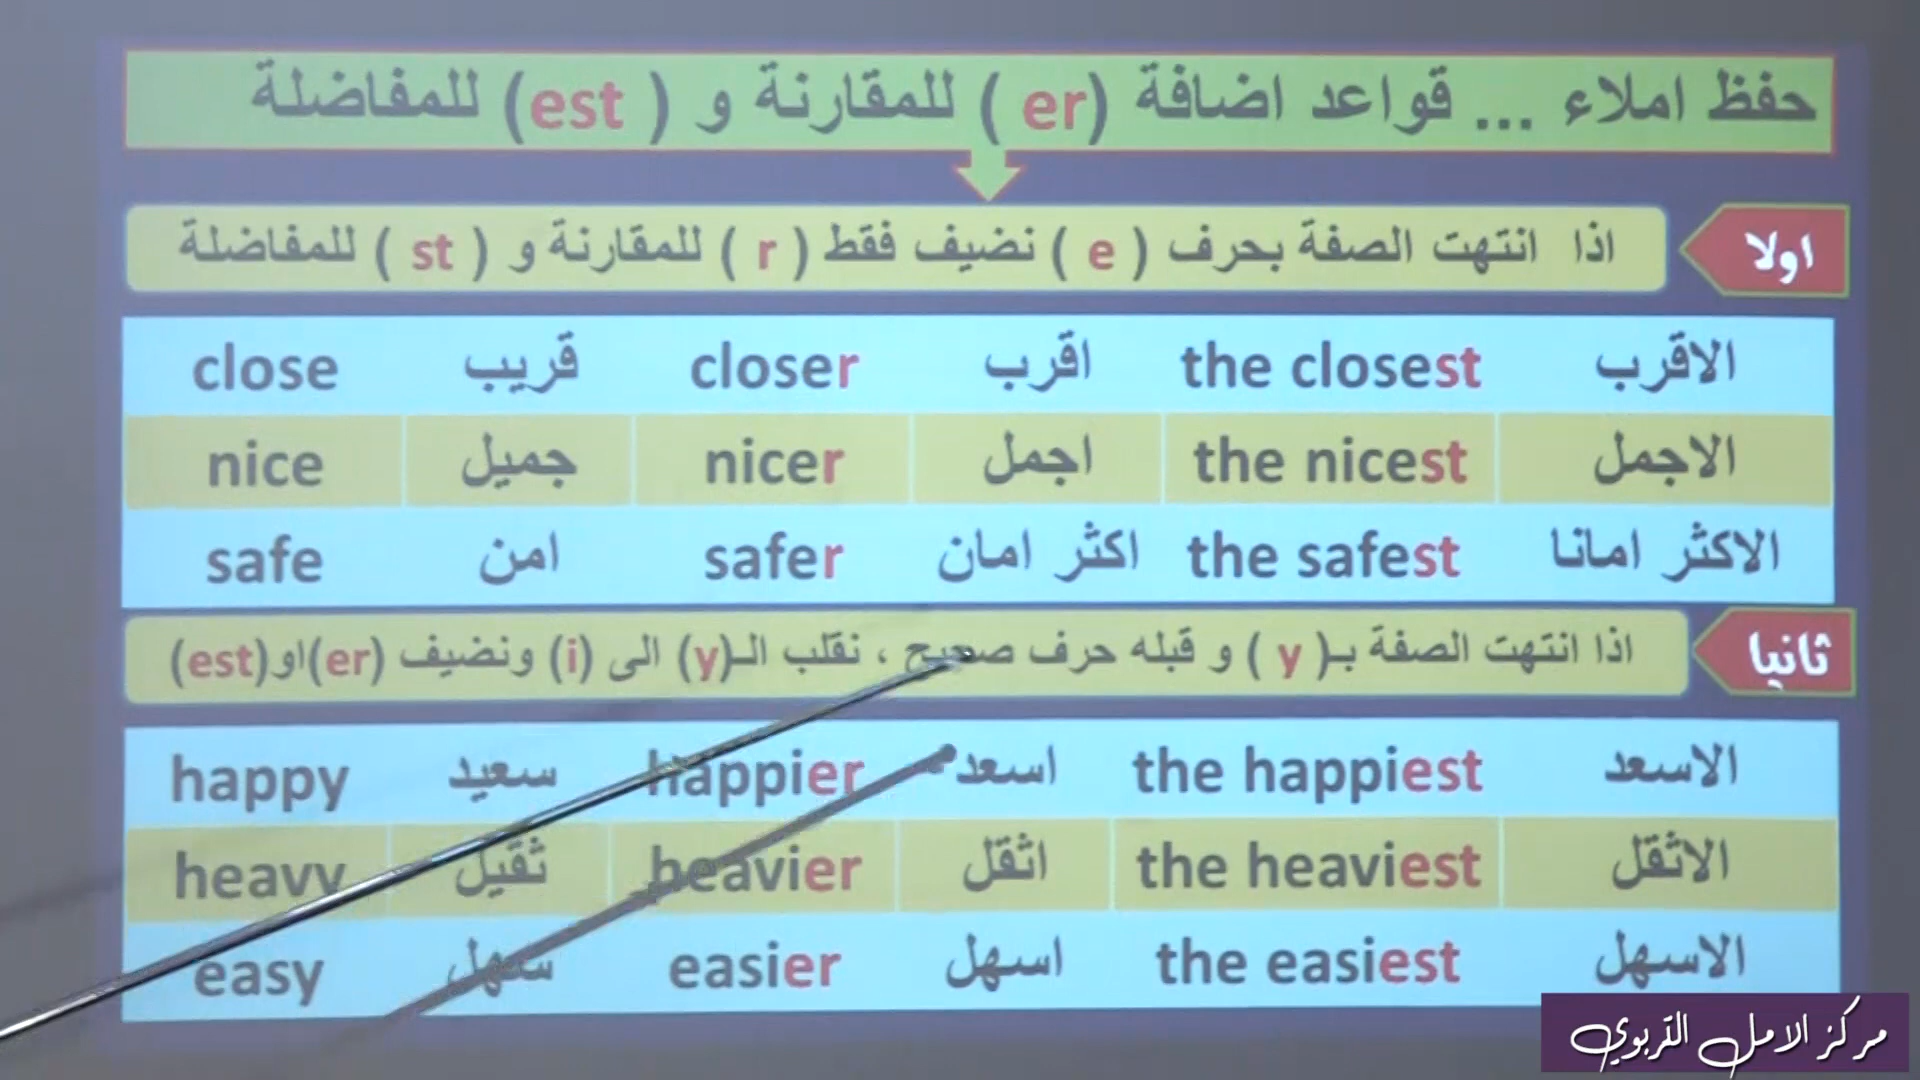 حفظ املاء ... قواعد اضافة (er ) للمقارنة و ( est) للمفاضلة
اولا
اذا انتهت الصفة بحرف ( e ) نضيف فقط ( r ) للمقارنة و ( st ) للمفاضلة
close قريب closer اقرب the closest الاقرب
nice جميل nicer اجمل the nicest الاجمل
safe امن safer اكثر امان the safest الاكثر امانا
ثانيا
اذا انتهت الصفة بـ( y ) و قبله حرف صحيح ، نقلب الـ(y) الى (i) ونضيف (er)او(est)
happy سعيد happier اسعد the happiest الاسعد
heavy ثقيل heavier اثقل the heaviest الاثقل
easy سهل easier اسهل the easiest الاسهل
مركز الامل التربوي